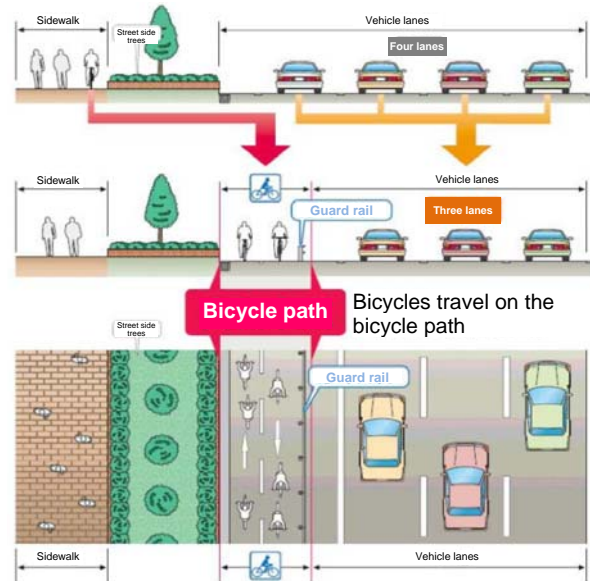 Sidewalk
Vehicle lanes
Street side
trees
Four lanes
Sidewalk
Vehicle lanes
Guard rail
Three lanes
Bicycle path
Bicycles travel on the
bicycle path
Street side
trees
Guard rail
Sidewalk
Vehicle lanes